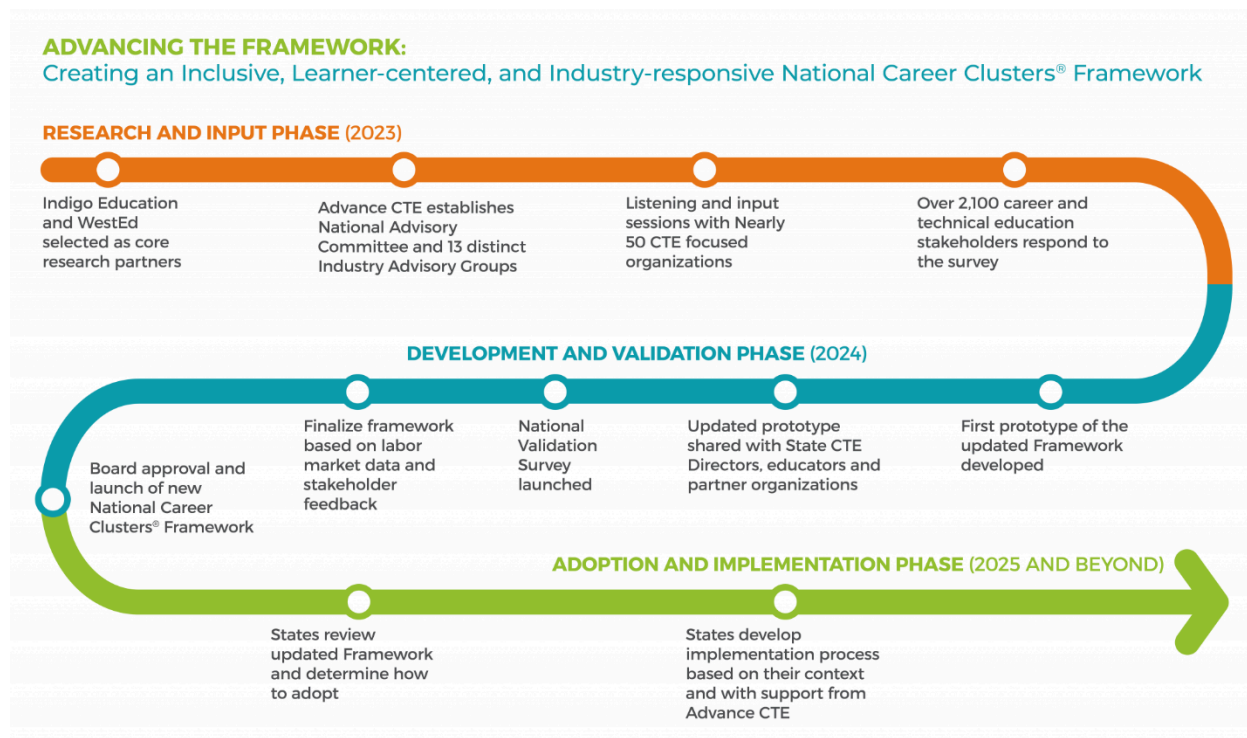 ADVANCING THE FRAMEWORK:
Creating an Inclusive, Learner-centered, and Industry-responsive National Career Clusters® Framework
RESEARCH AND INPUT PHASE (2023)
Indigo Education
and WestEd
selected as core
research partners
Advance CTE establishes
National Advisory
Committee and 13 distinct
Industry Advisory Groups
Listening and input
sessions with Nearly
50 CTE focused
organizations
Over 2,100 career and
technical education
stakeholders respond to
the survey
DEVELOPMENT AND VALIDATION PHASE (2024)
First prototype of the
updated Framework
developed
Updated prototype
shared with State CTE
Directors, educators and
partner organizations
National
Validation
Survey
launched
Finalize framework
based on labor
market data and
stakeholder
feedback
Board approval and
launch of new
National Career
Clusters® Framework
ADOPTION AND IMPLEMENTATION PHASE (2025 AND BEYOND)
States review
updated Framework
and determine how
to adopt
States develop
implementation process
based on their context
and with support from
Advance CTE